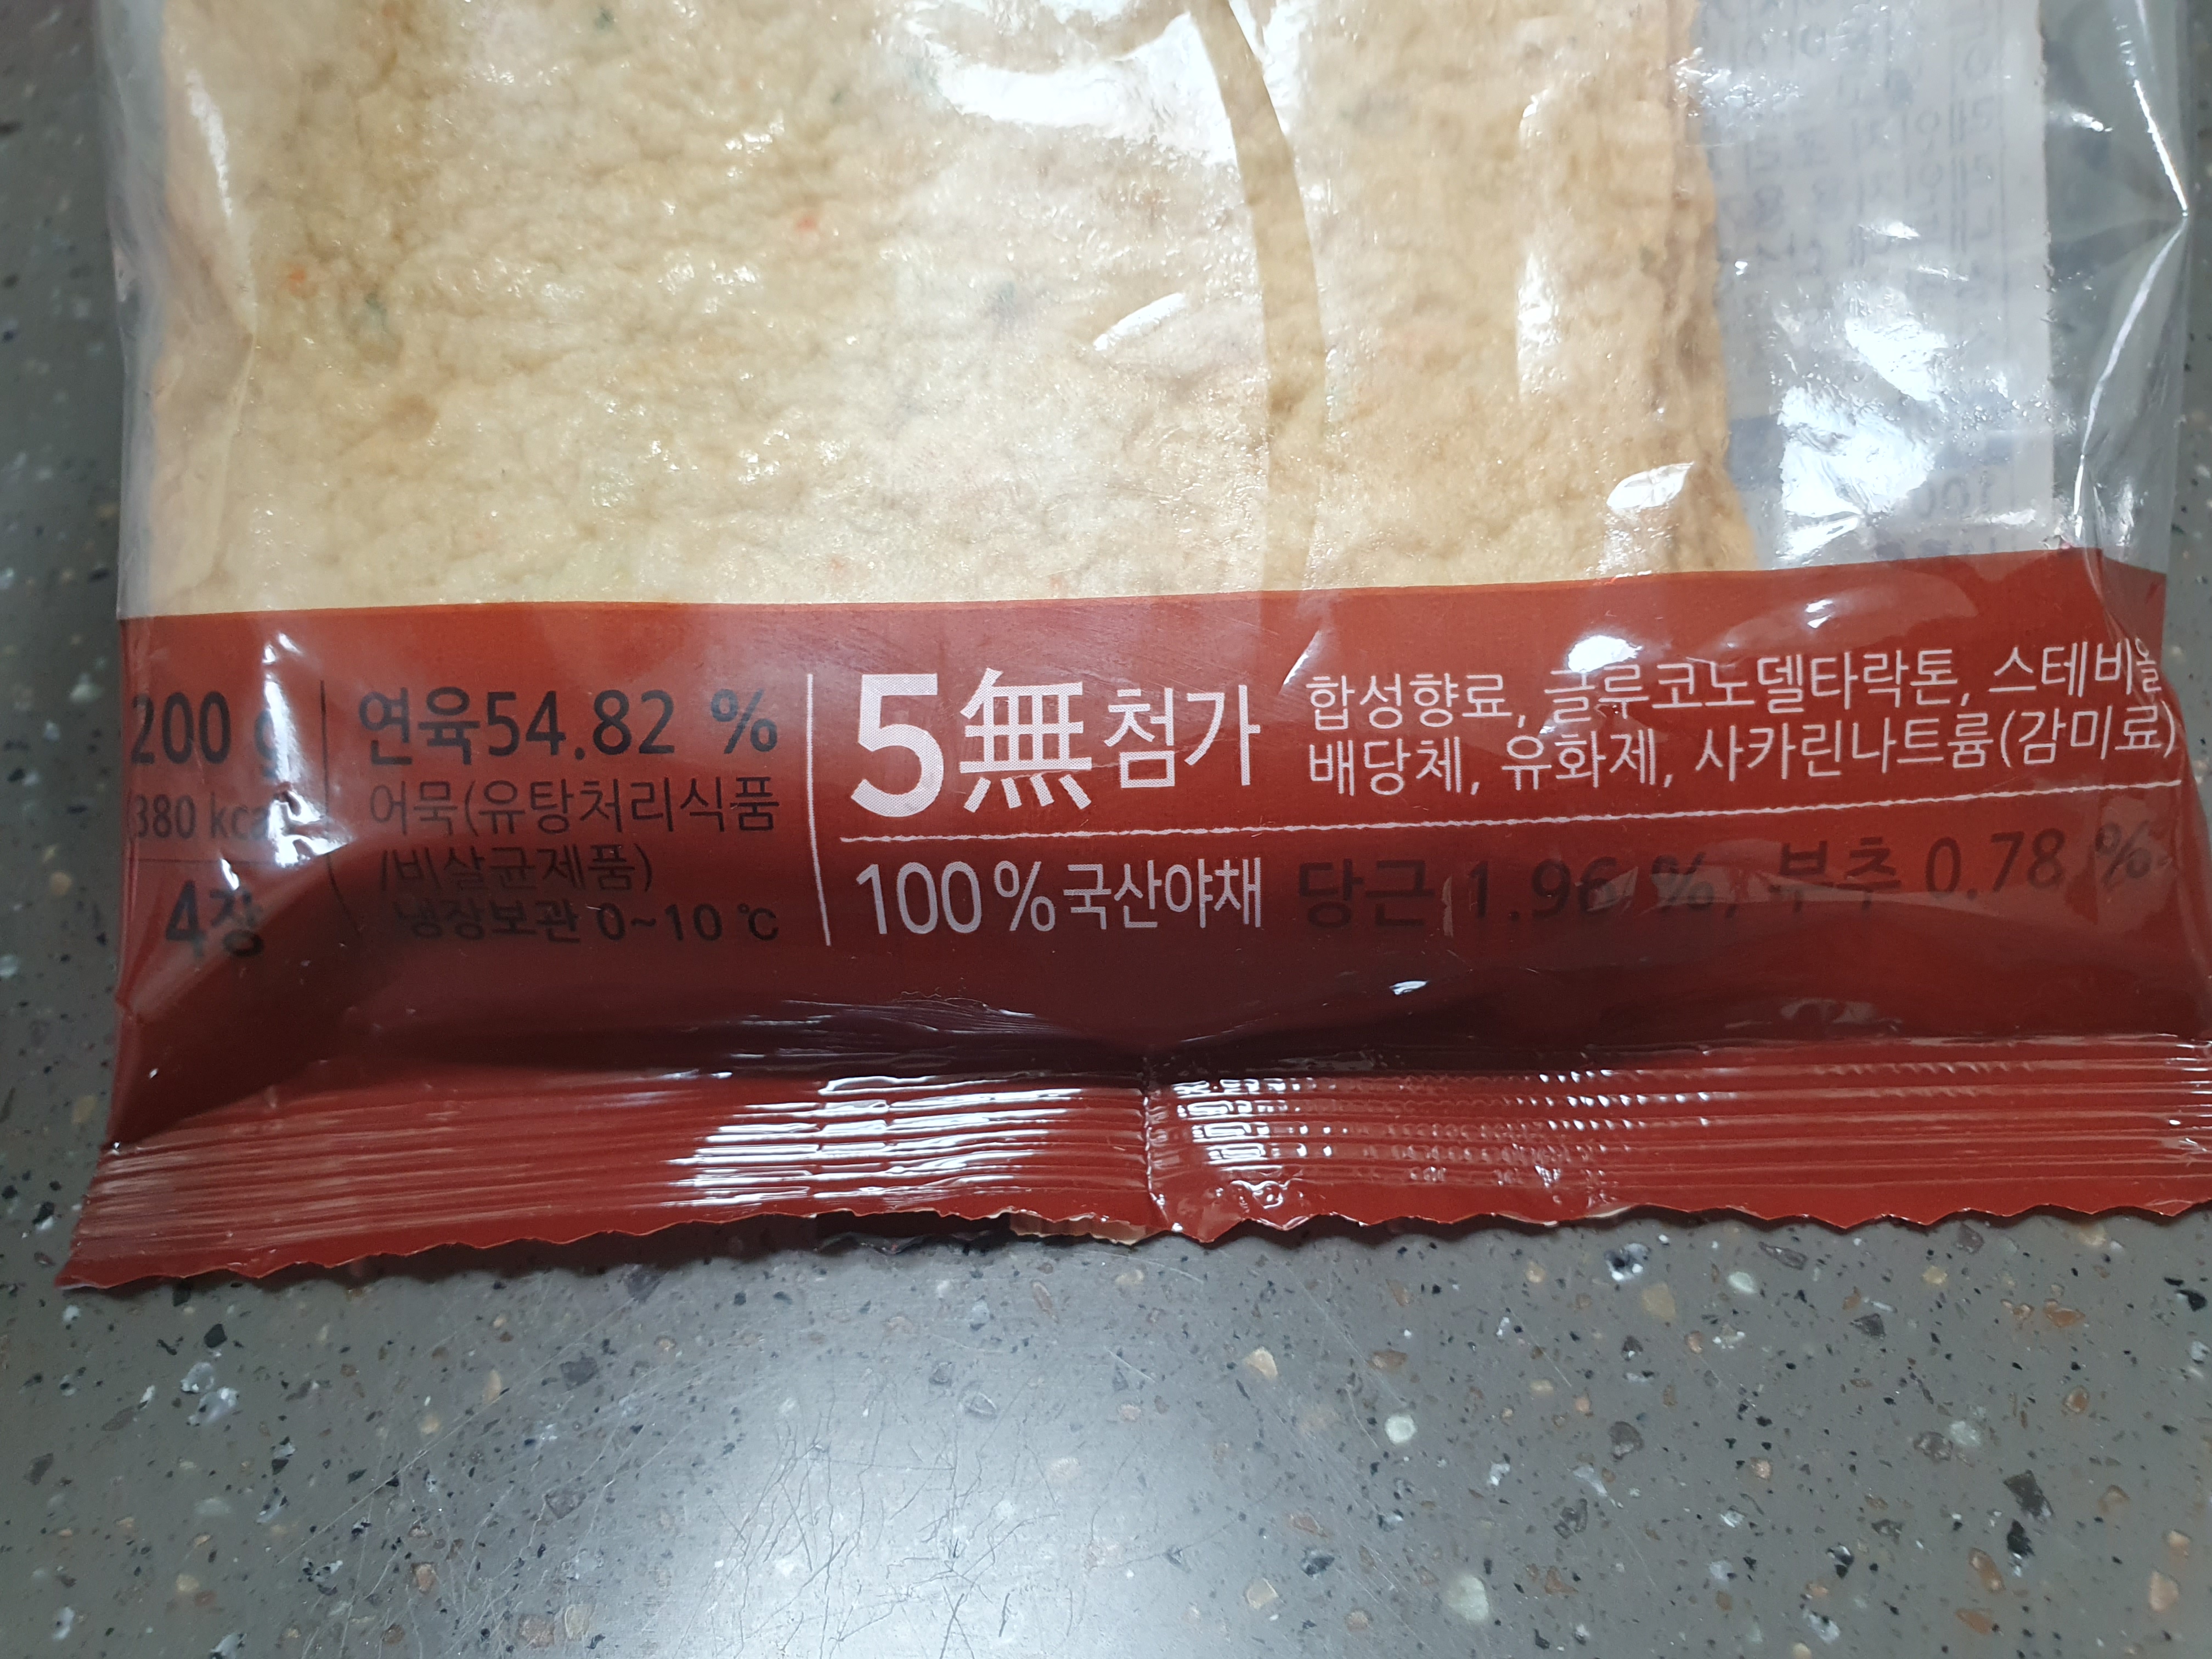 200 g
(380 kcal)
4장
연육54.82 %
어묵(유탕처리식품
/비살균제품)
냉장보관 0~10 ℃
5無첨가
합성향료, 글루코노델타락톤, 스테비올
배당체, 유화제, 사카린나트륨(감미료)
100%국산야채 당근 1.96 %, 부추 0.78 %